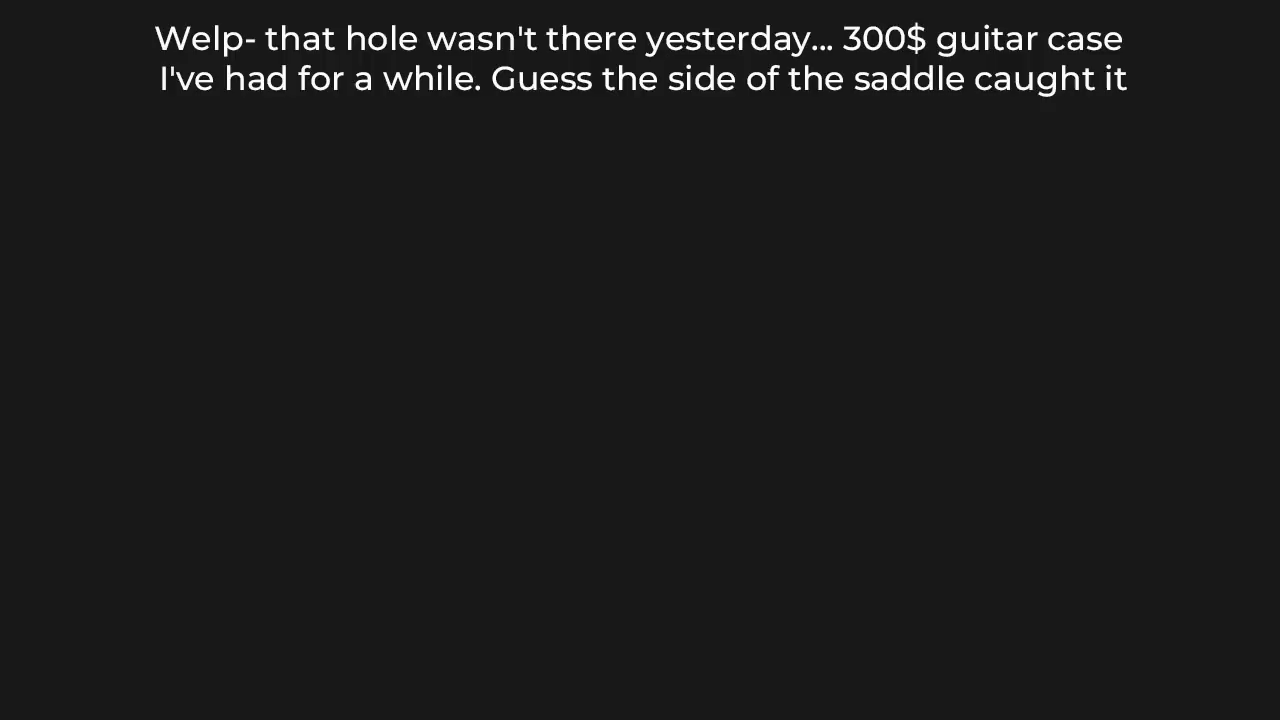 Welp- that hole wasn't there yesterday... 300$ guitar case
I've had for a while. Guess the side of the saddle caught it